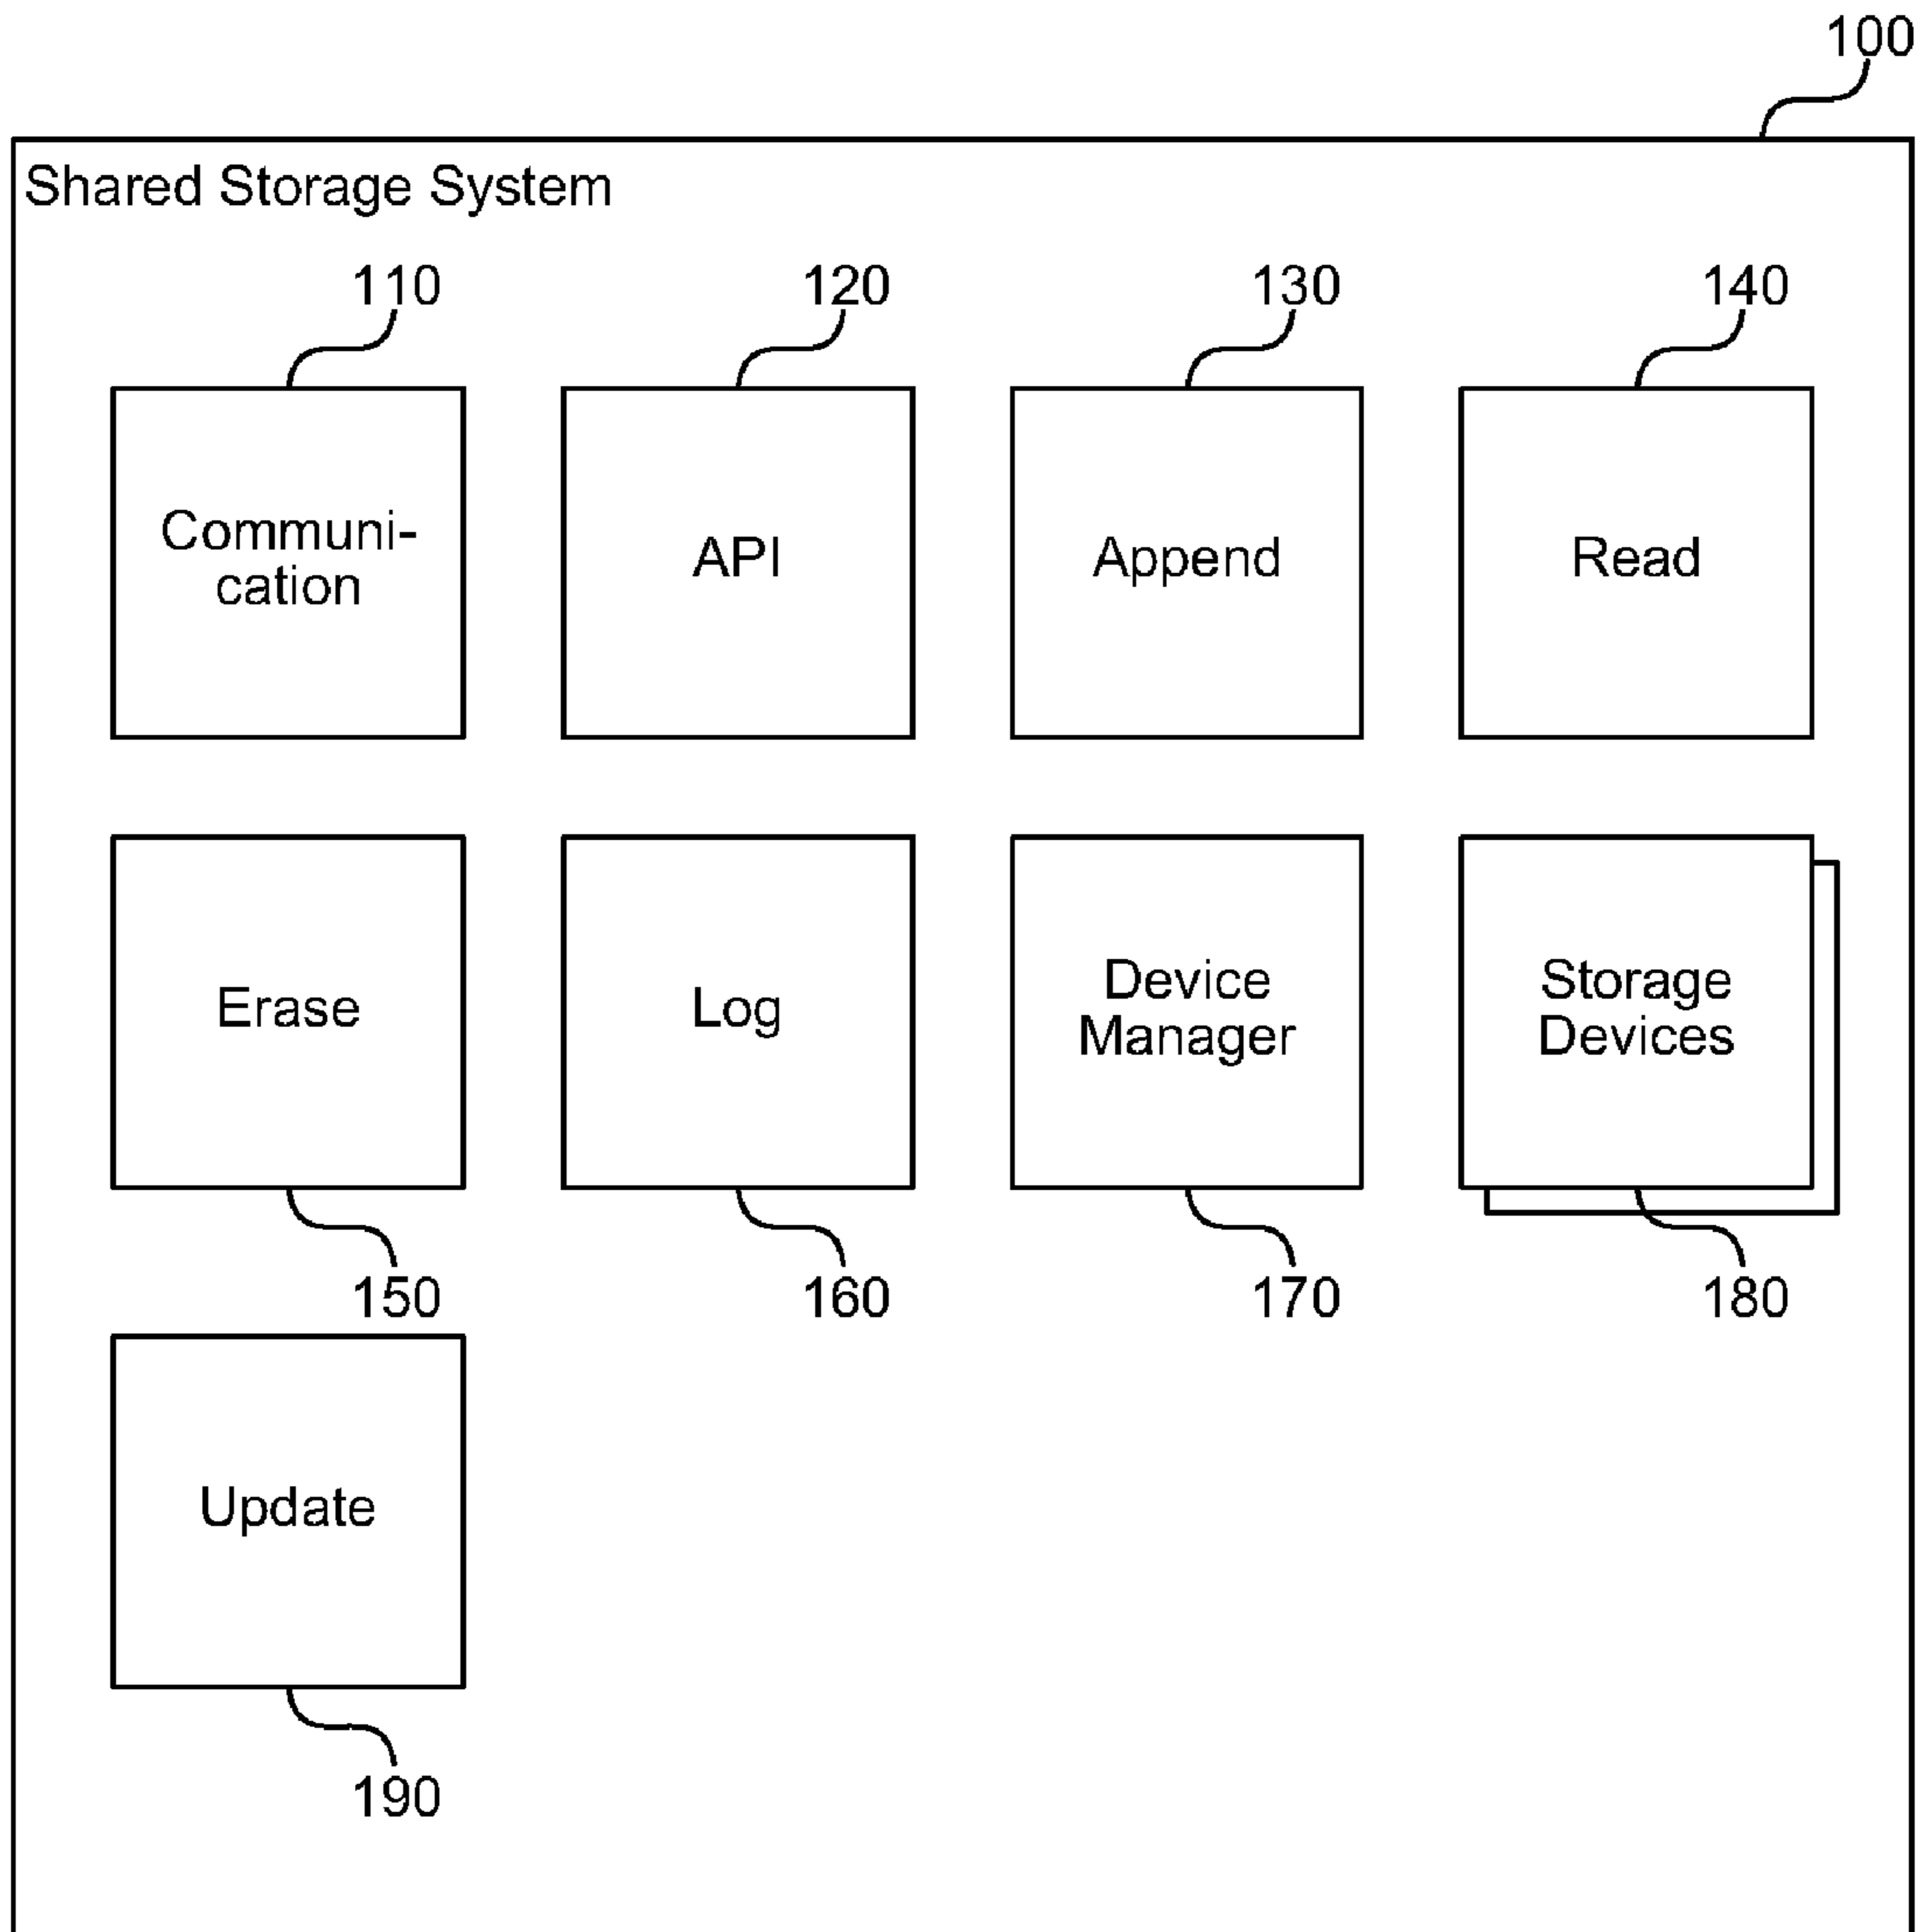 100
Shared Storage System
110
120
130
140
Communi-
cation
API
Append
Read
Erase
Log
Device
Manager
Storage
Devices
150
160
170
180
Update
190